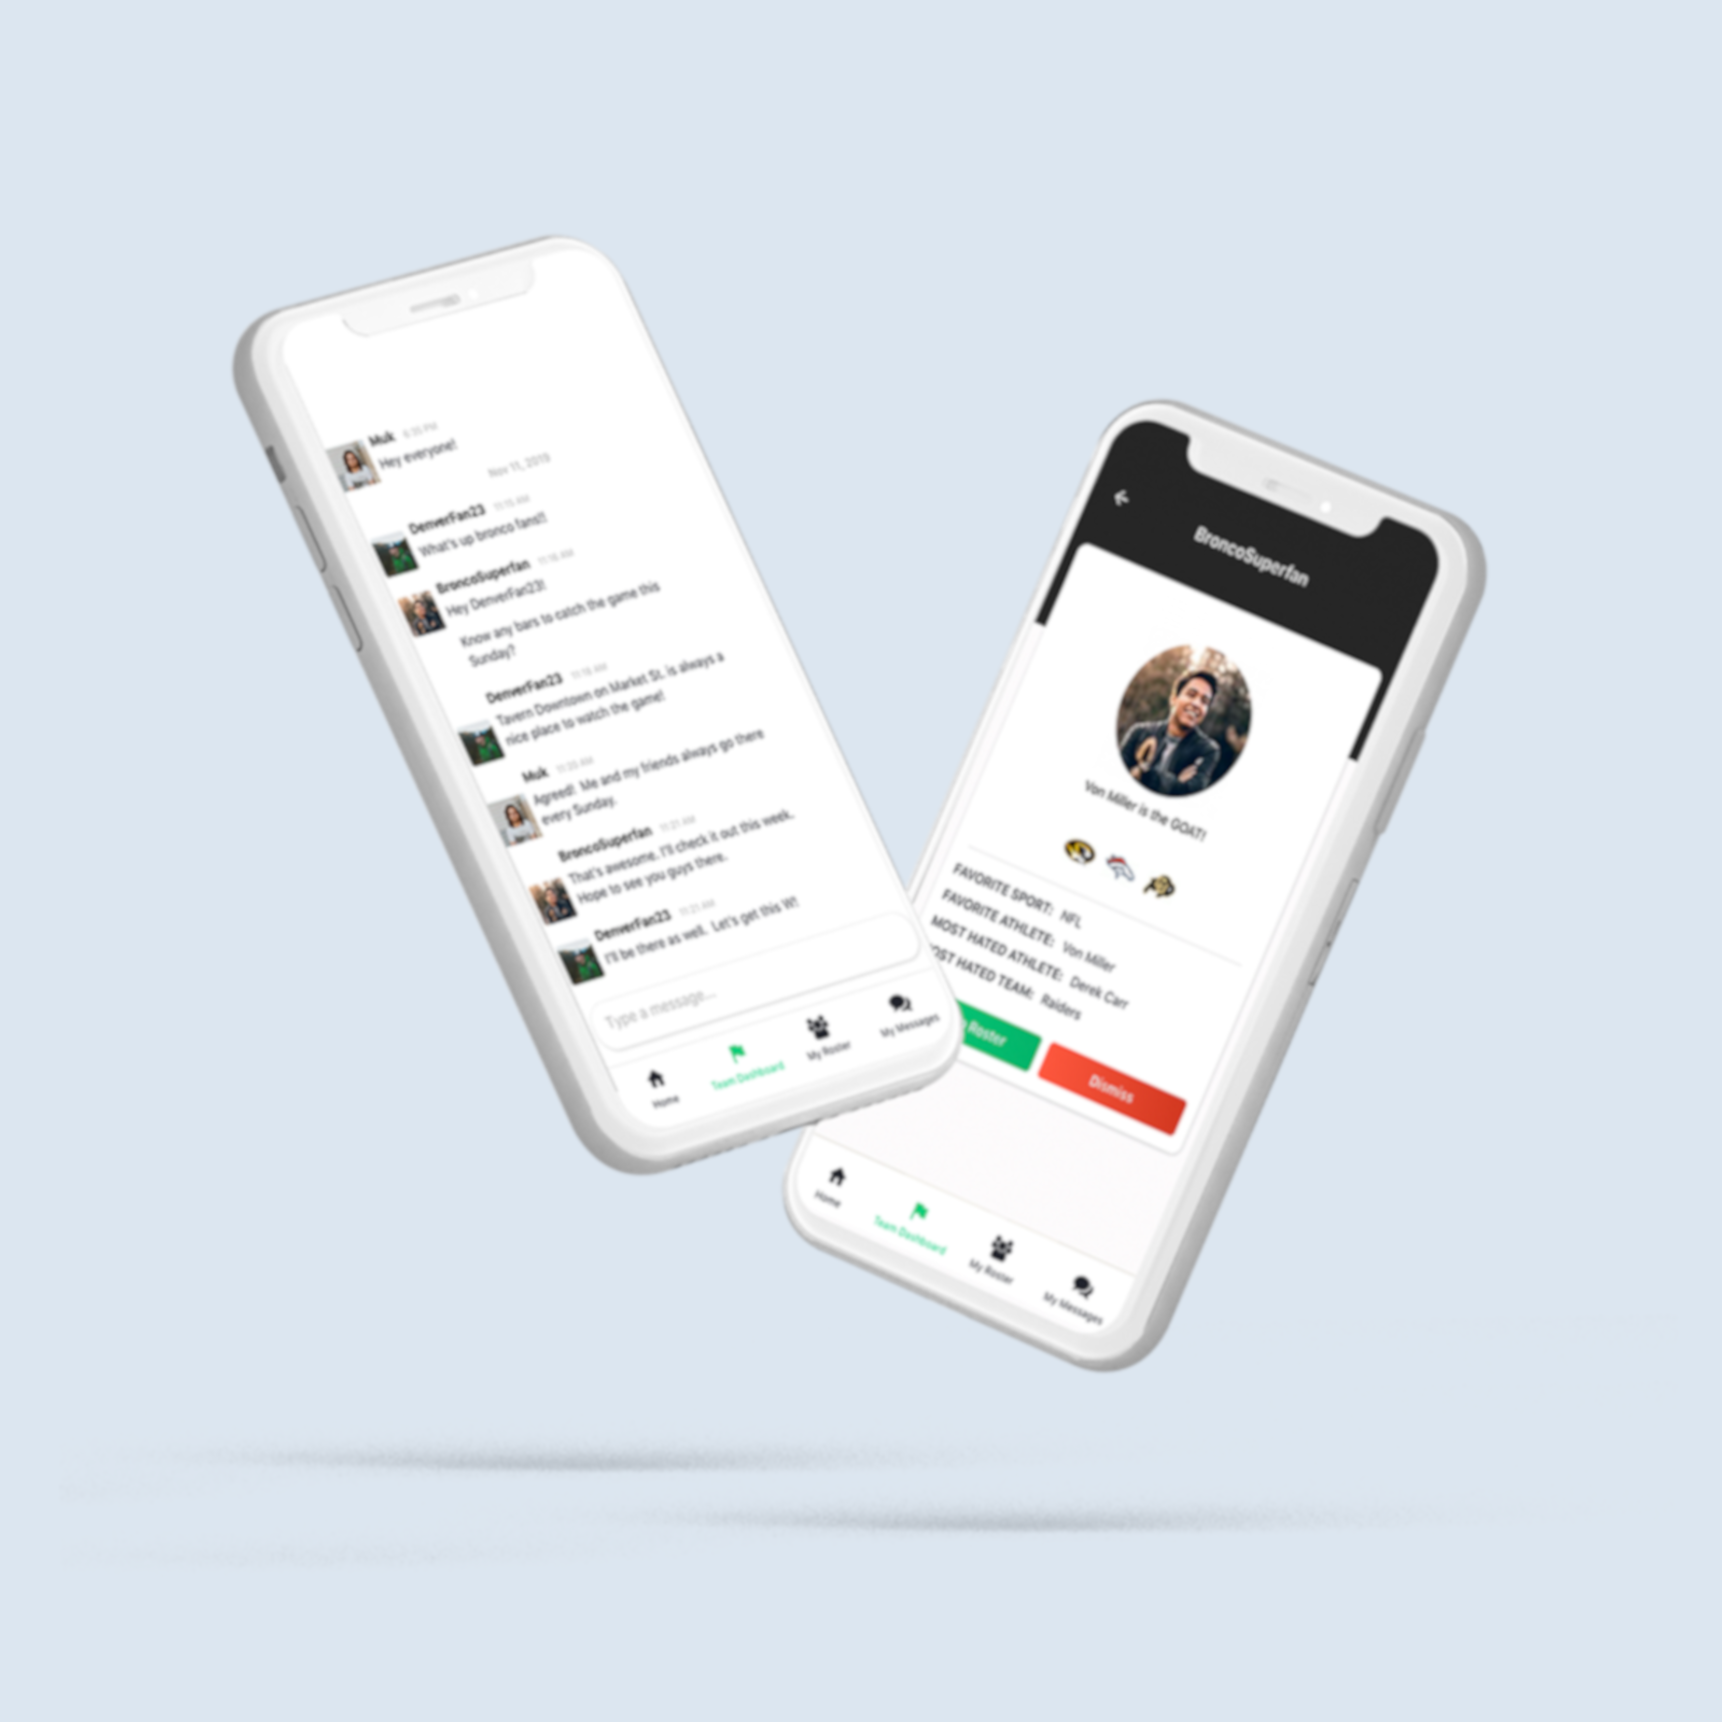 Muk 6:35 PM
Hey everyone!
Nov 11, 2019
DenverFan23 11:15 AM
What's up bronco fans!!
BroncoSuperfan 11:16 AM
Hey DenverFan23!
Know any bars to catch the game this
Sunday?
DenverFan23 11:18 AM
Tavern Downtown on Market St. is always a
nice place to watch the game!
Muk 11:20 AM
Agreed! Me and my friends always go there
every Sunday.
BroncoSuperfan 11:21 AM
That's awesome. I'll check it out this week.
Hope to see you guys there.
DenverFan23 11:21 AM
I'll be there as well. Let's get this W!
Type a message...
Home
Team Dashboard
My Roster
My Messages
BroncoSuperfan
Von Miller is the GOAT!
FAVORITE SPORT: NFL
FAVORITE ATHLETE: Von Miller
MOST HATED ATHLETE: Derek Carr
OST HATED TEAM: Raiders
Roster
Dismiss
Home
Team Dashboard
My Roster
My Messages